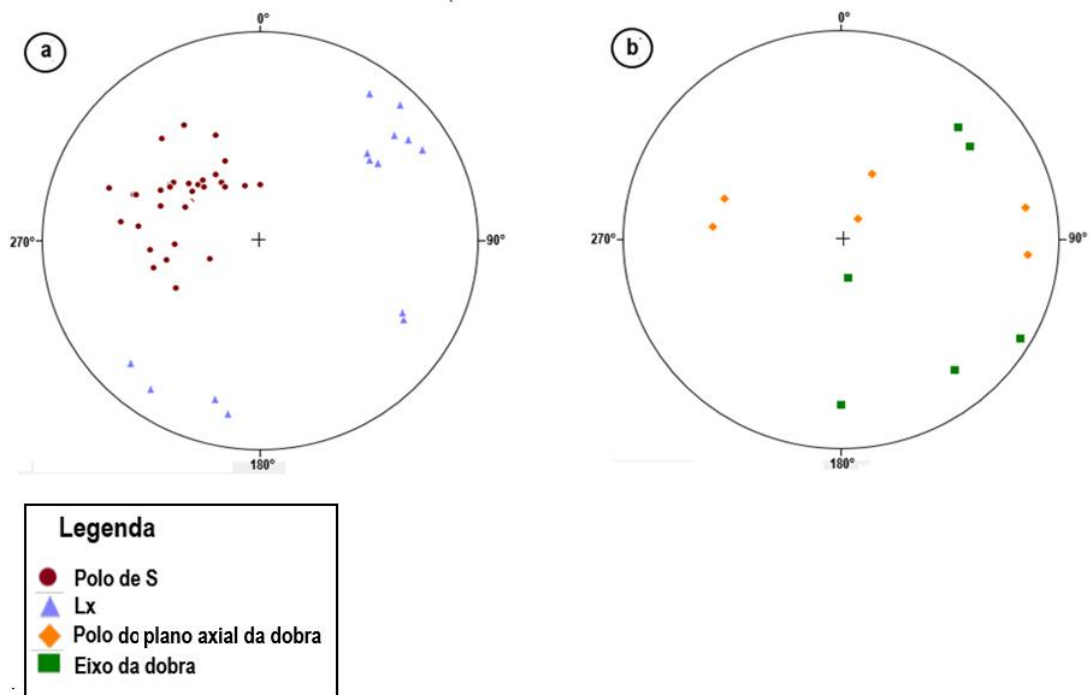 a
0°
270°
90°
180°
b
0°
270°
90°
180°
Legenda
Polo de S
Lx
Polo do plano axial da dobra
Eixo da dobra